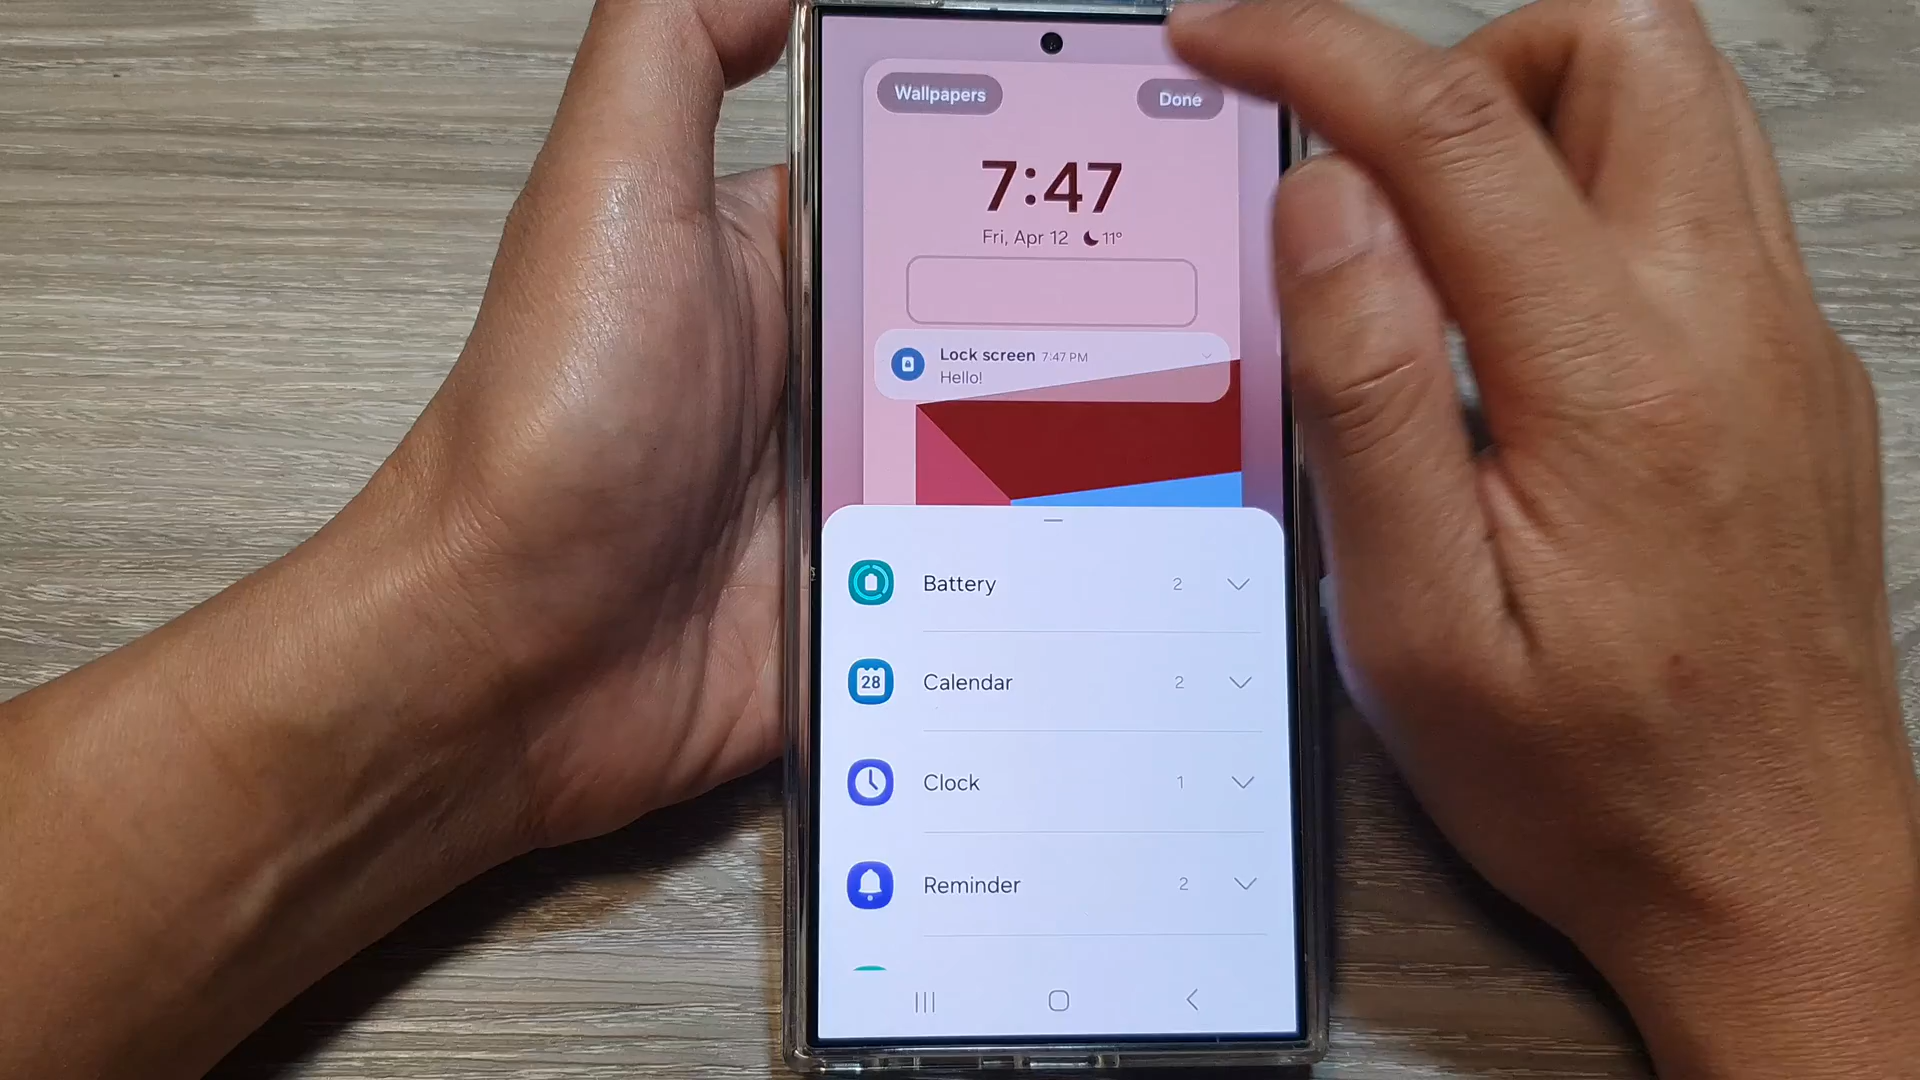 Wallpapers
Done
7:47
Fri, Apr 12 11°
Lock screen 7:47 PM
Hello!
Battery 2
28 Calendar 2
Clock 1
Reminder 2